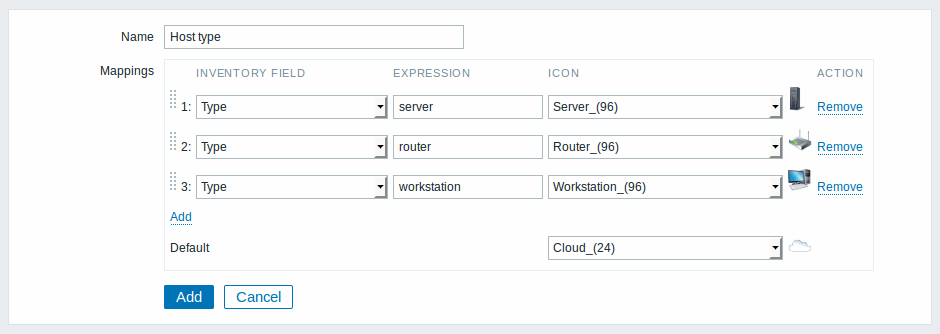 Name Host type
Mappings INVENTORY FIELD EXPRESSION ICON ACTION
1: Type server Server_(96) Remove
2: Type router Router_(96) Remove
3: Type workstation Workstation_(96) Remove
Add
Default Cloud_(24)
Add Cancel